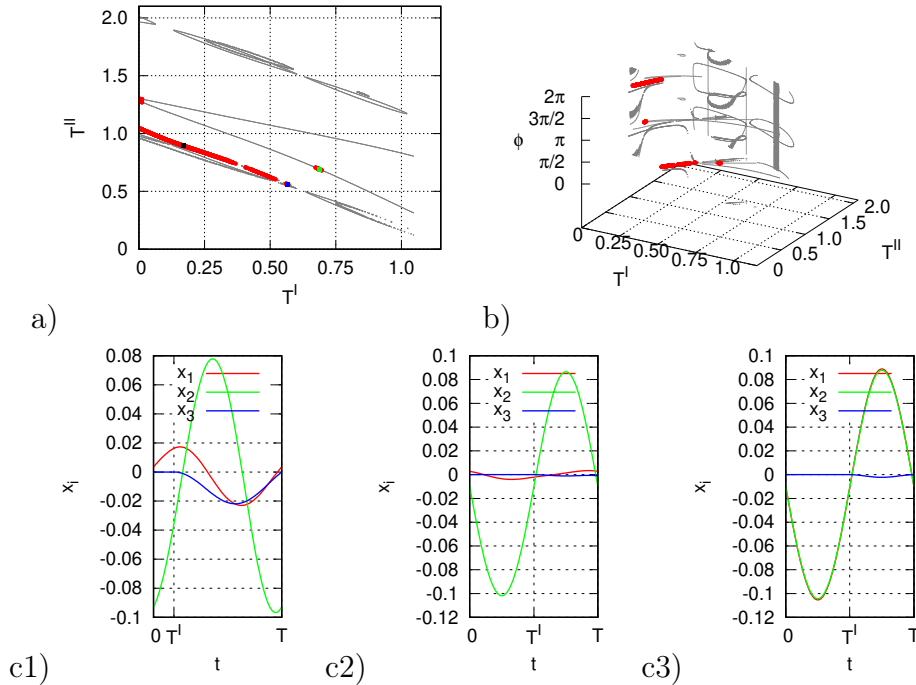 2.0
1.5
1.0
0.5
0
T^II
0
0.25
0.50
0.75
1.0
T^I
a)
2π
3π/2
ϕ π
π/2
0
0
0.25
0.50
0.75
1.0
T^I
0
0.5
1.0
1.5
2.0
T^II
b)
0.08
0.06
0.04
0.02
0
-0.02
-0.04
-0.06
-0.08
-0.1
x_i
x_1
x_2
x_3
0 T^I T
t
c1)
0.1
0.08
0.06
0.04
0.02
0
-0.02
-0.04
-0.06
-0.08
-0.1
-0.12
x_i
x_1
x_2
x_3
0 T^I T
t
c2)
0.1
0.08
0.06
0.04
0.02
0
-0.02
-0.04
-0.06
-0.08
-0.1
-0.12
x_i
x_1
x_2
x_3
0 T^I T
t
c3)